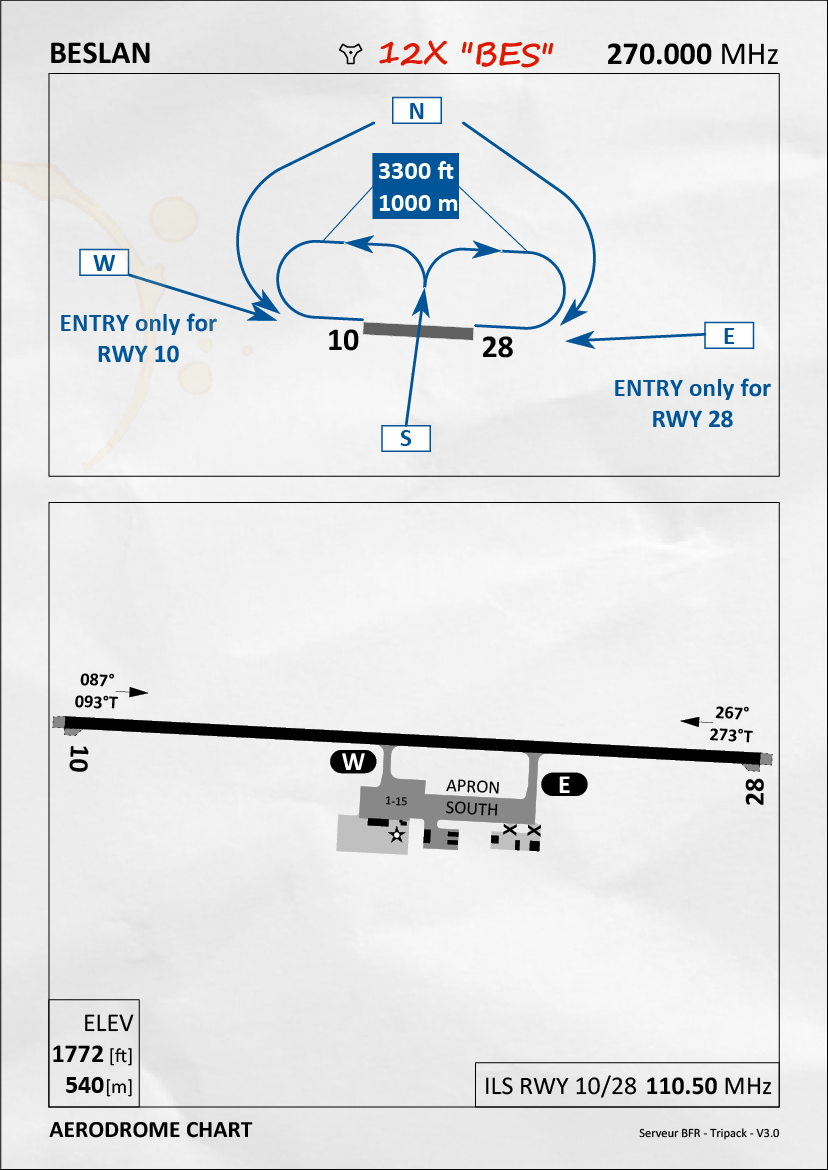 BESLAN
12X "BES"
270.000 MHz
N
3300 ft
1000 m
W
ENTRY only for
RWY 10
10
28
E
ENTRY only for
RWY 28
S
087°
093°T
267°
273°T
10
28
W
E
APRON
SOUTH
1-15
X X
ELEV
1772 [ft]
540[m]
ILS RWY 10/28 110.50 MHz
AERODROME CHART
Serveur BFR - Tripack - V3.0